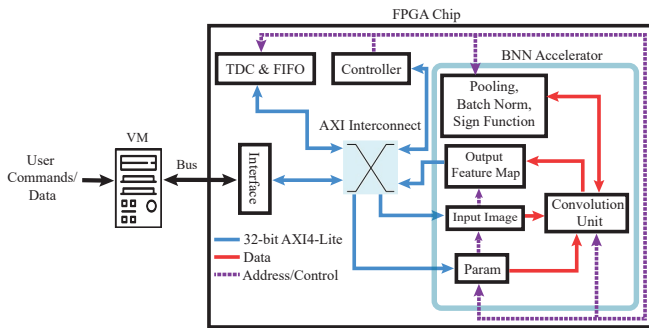 FPGA Chip
BNN Accelerator
TDC & FIFO
Controller
Pooling,
Batch Norm,
Sign Function
VM
AXI Interconnect
User
Commands/
Data
Bus
Interface
Output
Feature Map
Input Image
Convolution
Unit
Param
32-bit AXI4-Lite
Data
Address/Control